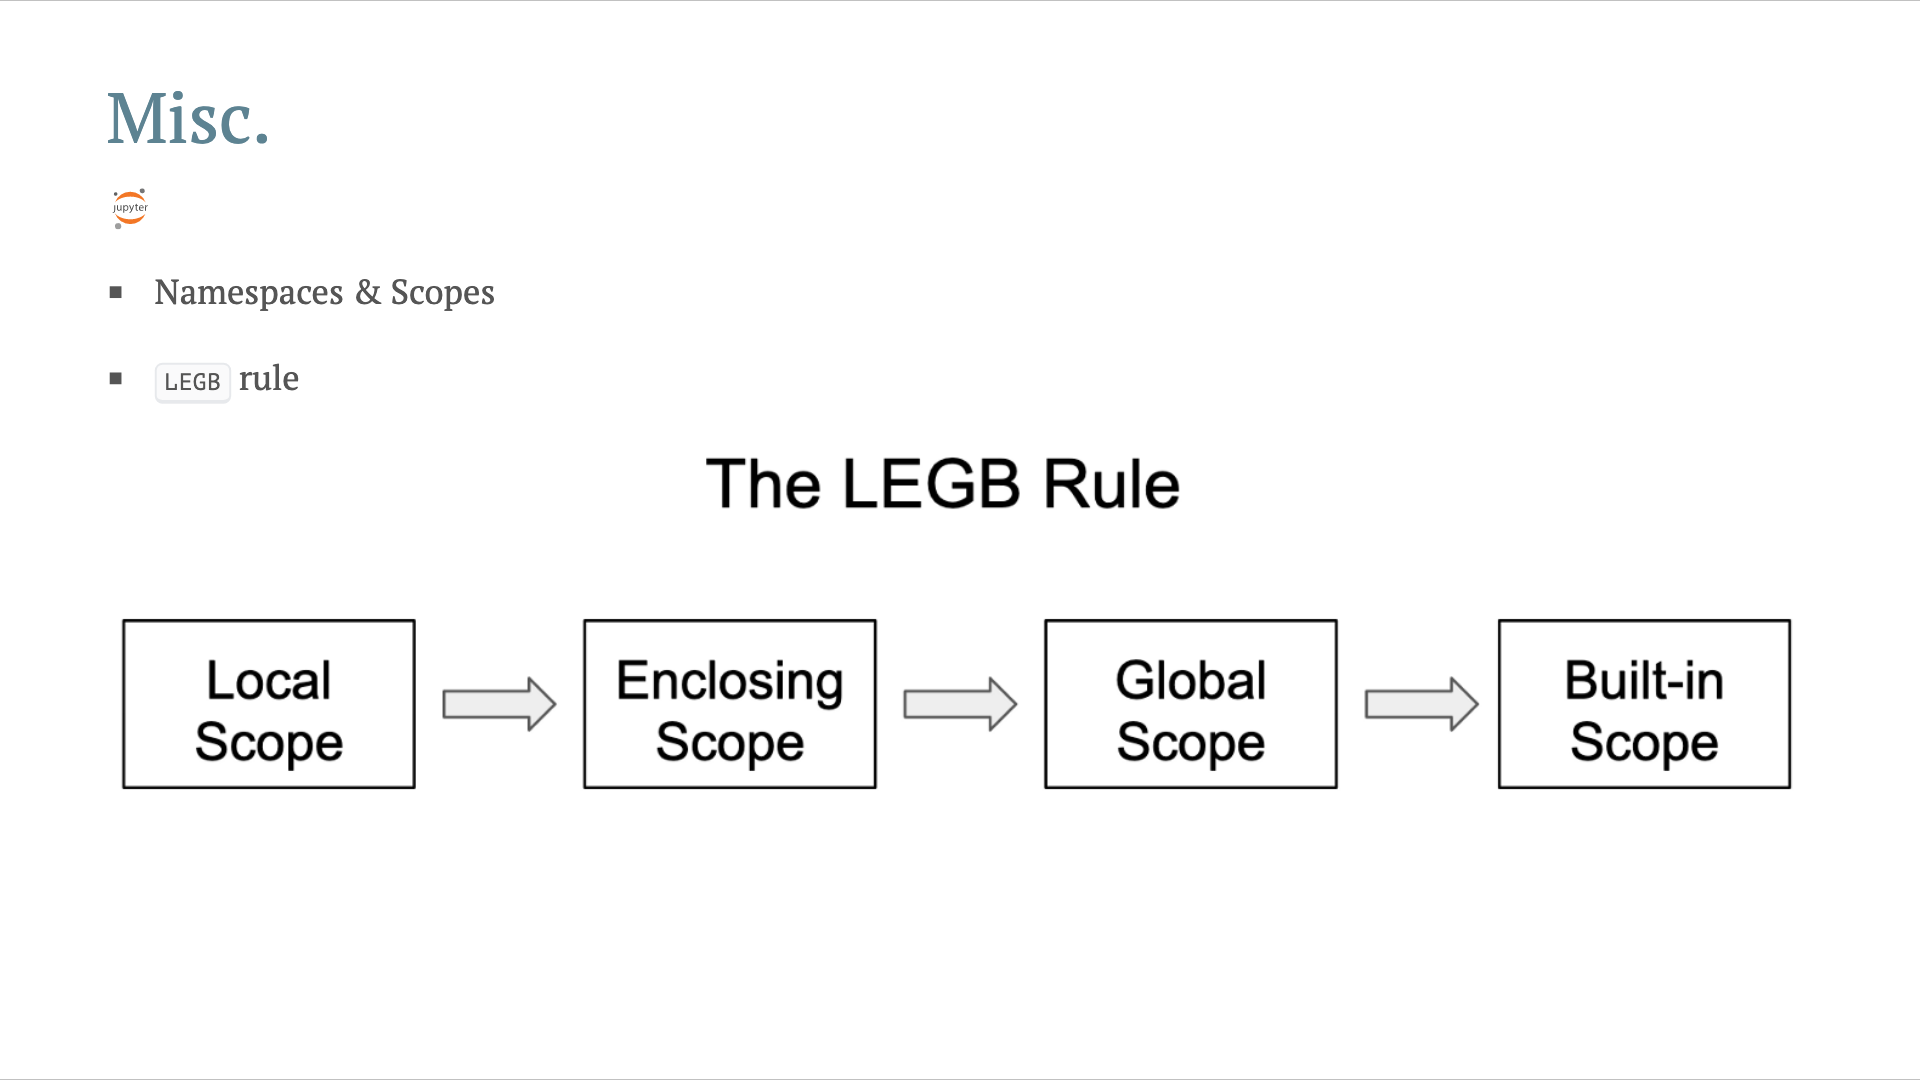 Misc.
jupyter
Namespaces & Scopes
LEGB rule
The LEGB Rule
Local
Scope
Enclosing
Scope
Global
Scope
Built-in
Scope